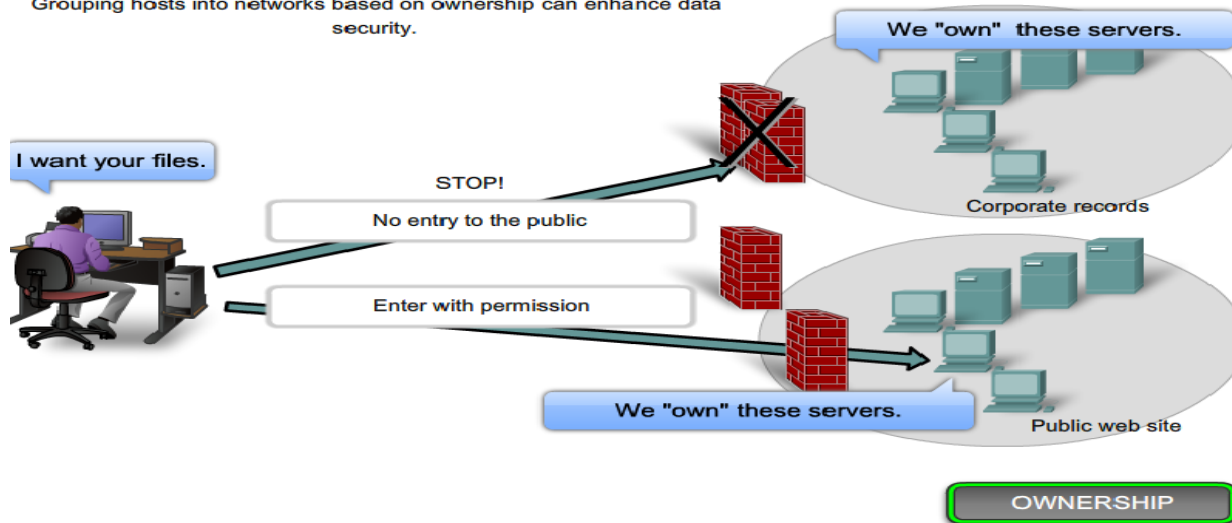 Grouping hosts into networks based on ownership can enhance data
security.
We "own" these servers.
I want your files.
STOP!
No entry to the public
Corporate records
Enter with permission
We "own" these servers.
Public web site
OWNERSHIP